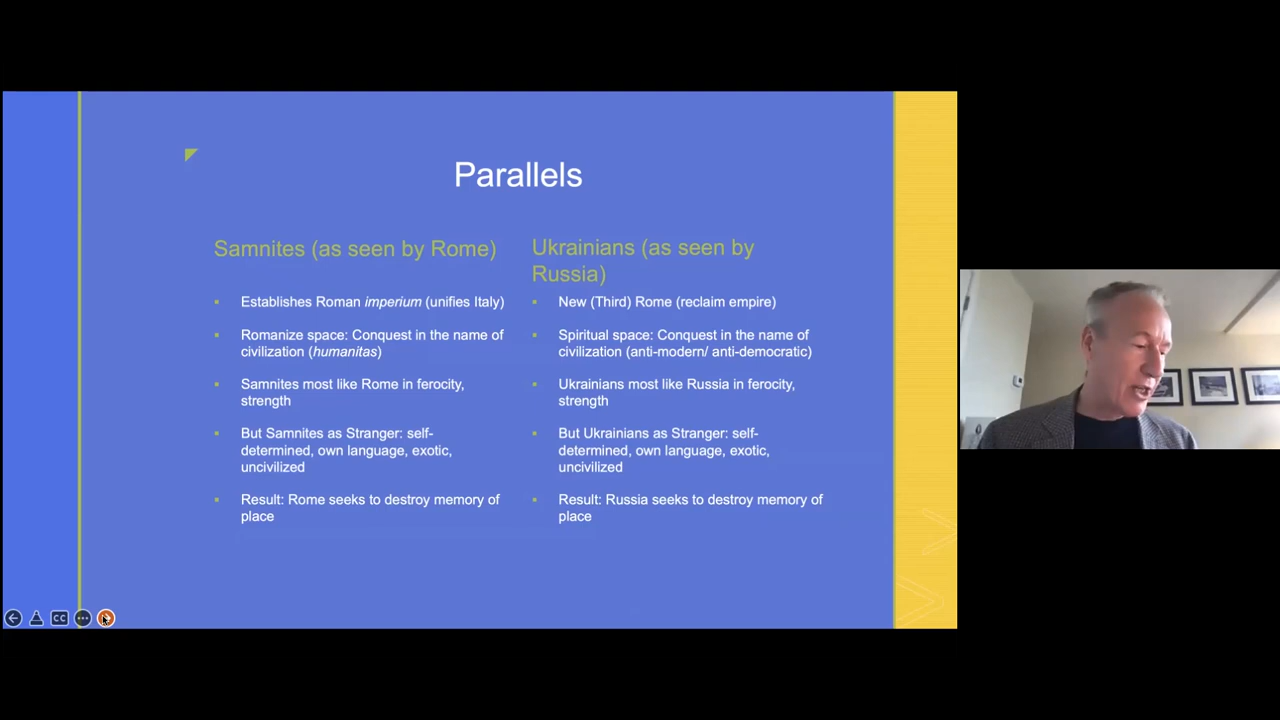 Parallels
Samnites (as seen by Rome)
▪ Establishes Roman imperium (unifies Italy)
▪ Romanize space: Conquest in the name of
civilization (humanitas)
▪ Samnites most like Rome in ferocity,
strength
▪ But Samnites as Stranger: self-
determined, own language, exotic,
uncivilized
▪ Result: Rome seeks to destroy memory of
place
Ukrainians (as seen by
Russia)
▪ New (Third) Rome (reclaim empire)
▪ Spiritual space: Conquest in the name of
civilization (anti-modern/ anti-democratic)
▪ Ukrainians most like Russia in ferocity,
strength
▪ But Ukrainians as Stranger: self-
determined, own language, exotic,
uncivilized
▪ Result: Russia seeks to destroy memory of
place
CC